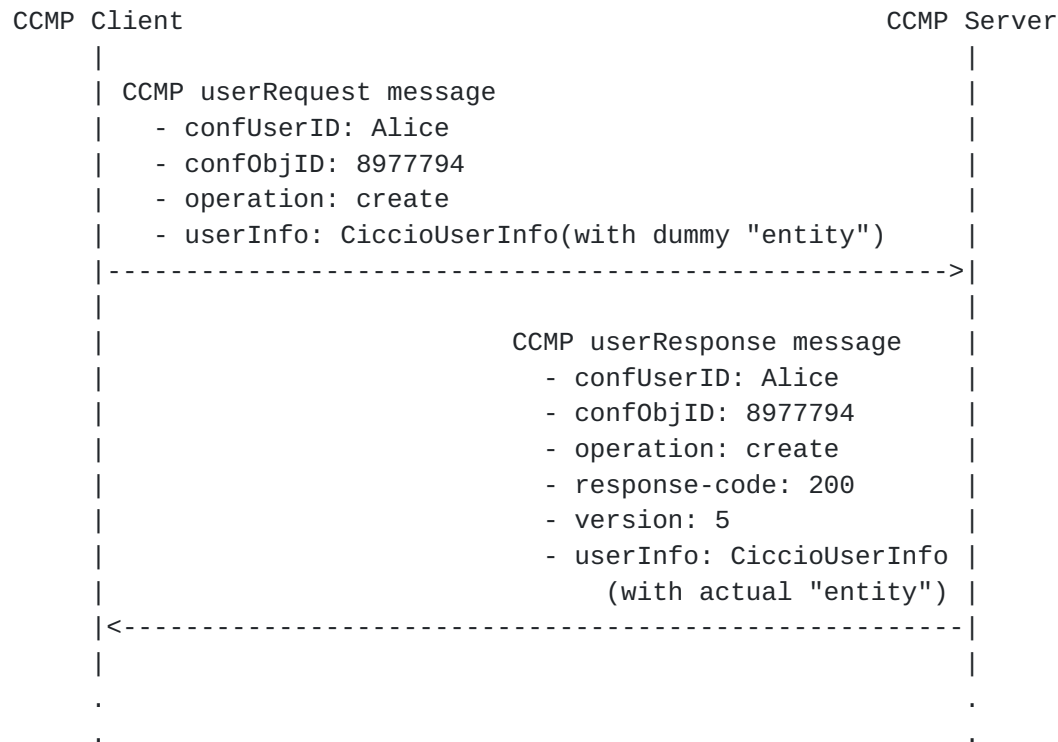 CCMP Client                                             CCMP Server
     |                                                       |
     | CCMP userRequest message                              |
     |   - confUserID: Alice                                 |
     |   - confObjID: 8977794                                |
     |   - operation: create                                 |
     |   - userInfo: CiccioUserInfo(with dummy "entity")     |
     |------------------------------------------------------>|
     |                                                       |
     |                          CCMP userResponse message    |
     |                            - confUserID: Alice        |
     |                            - confObjID: 8977794       |
     |                            - operation: create        |
     |                            - response-code: 200       |
     |                            - version: 5               |
     |                            - userInfo: CiccioUserInfo |
     |                                (with actual "entity") |
     |<------------------------------------------------------|
     |                                                       |
     .                                                       .
     .                                                       .